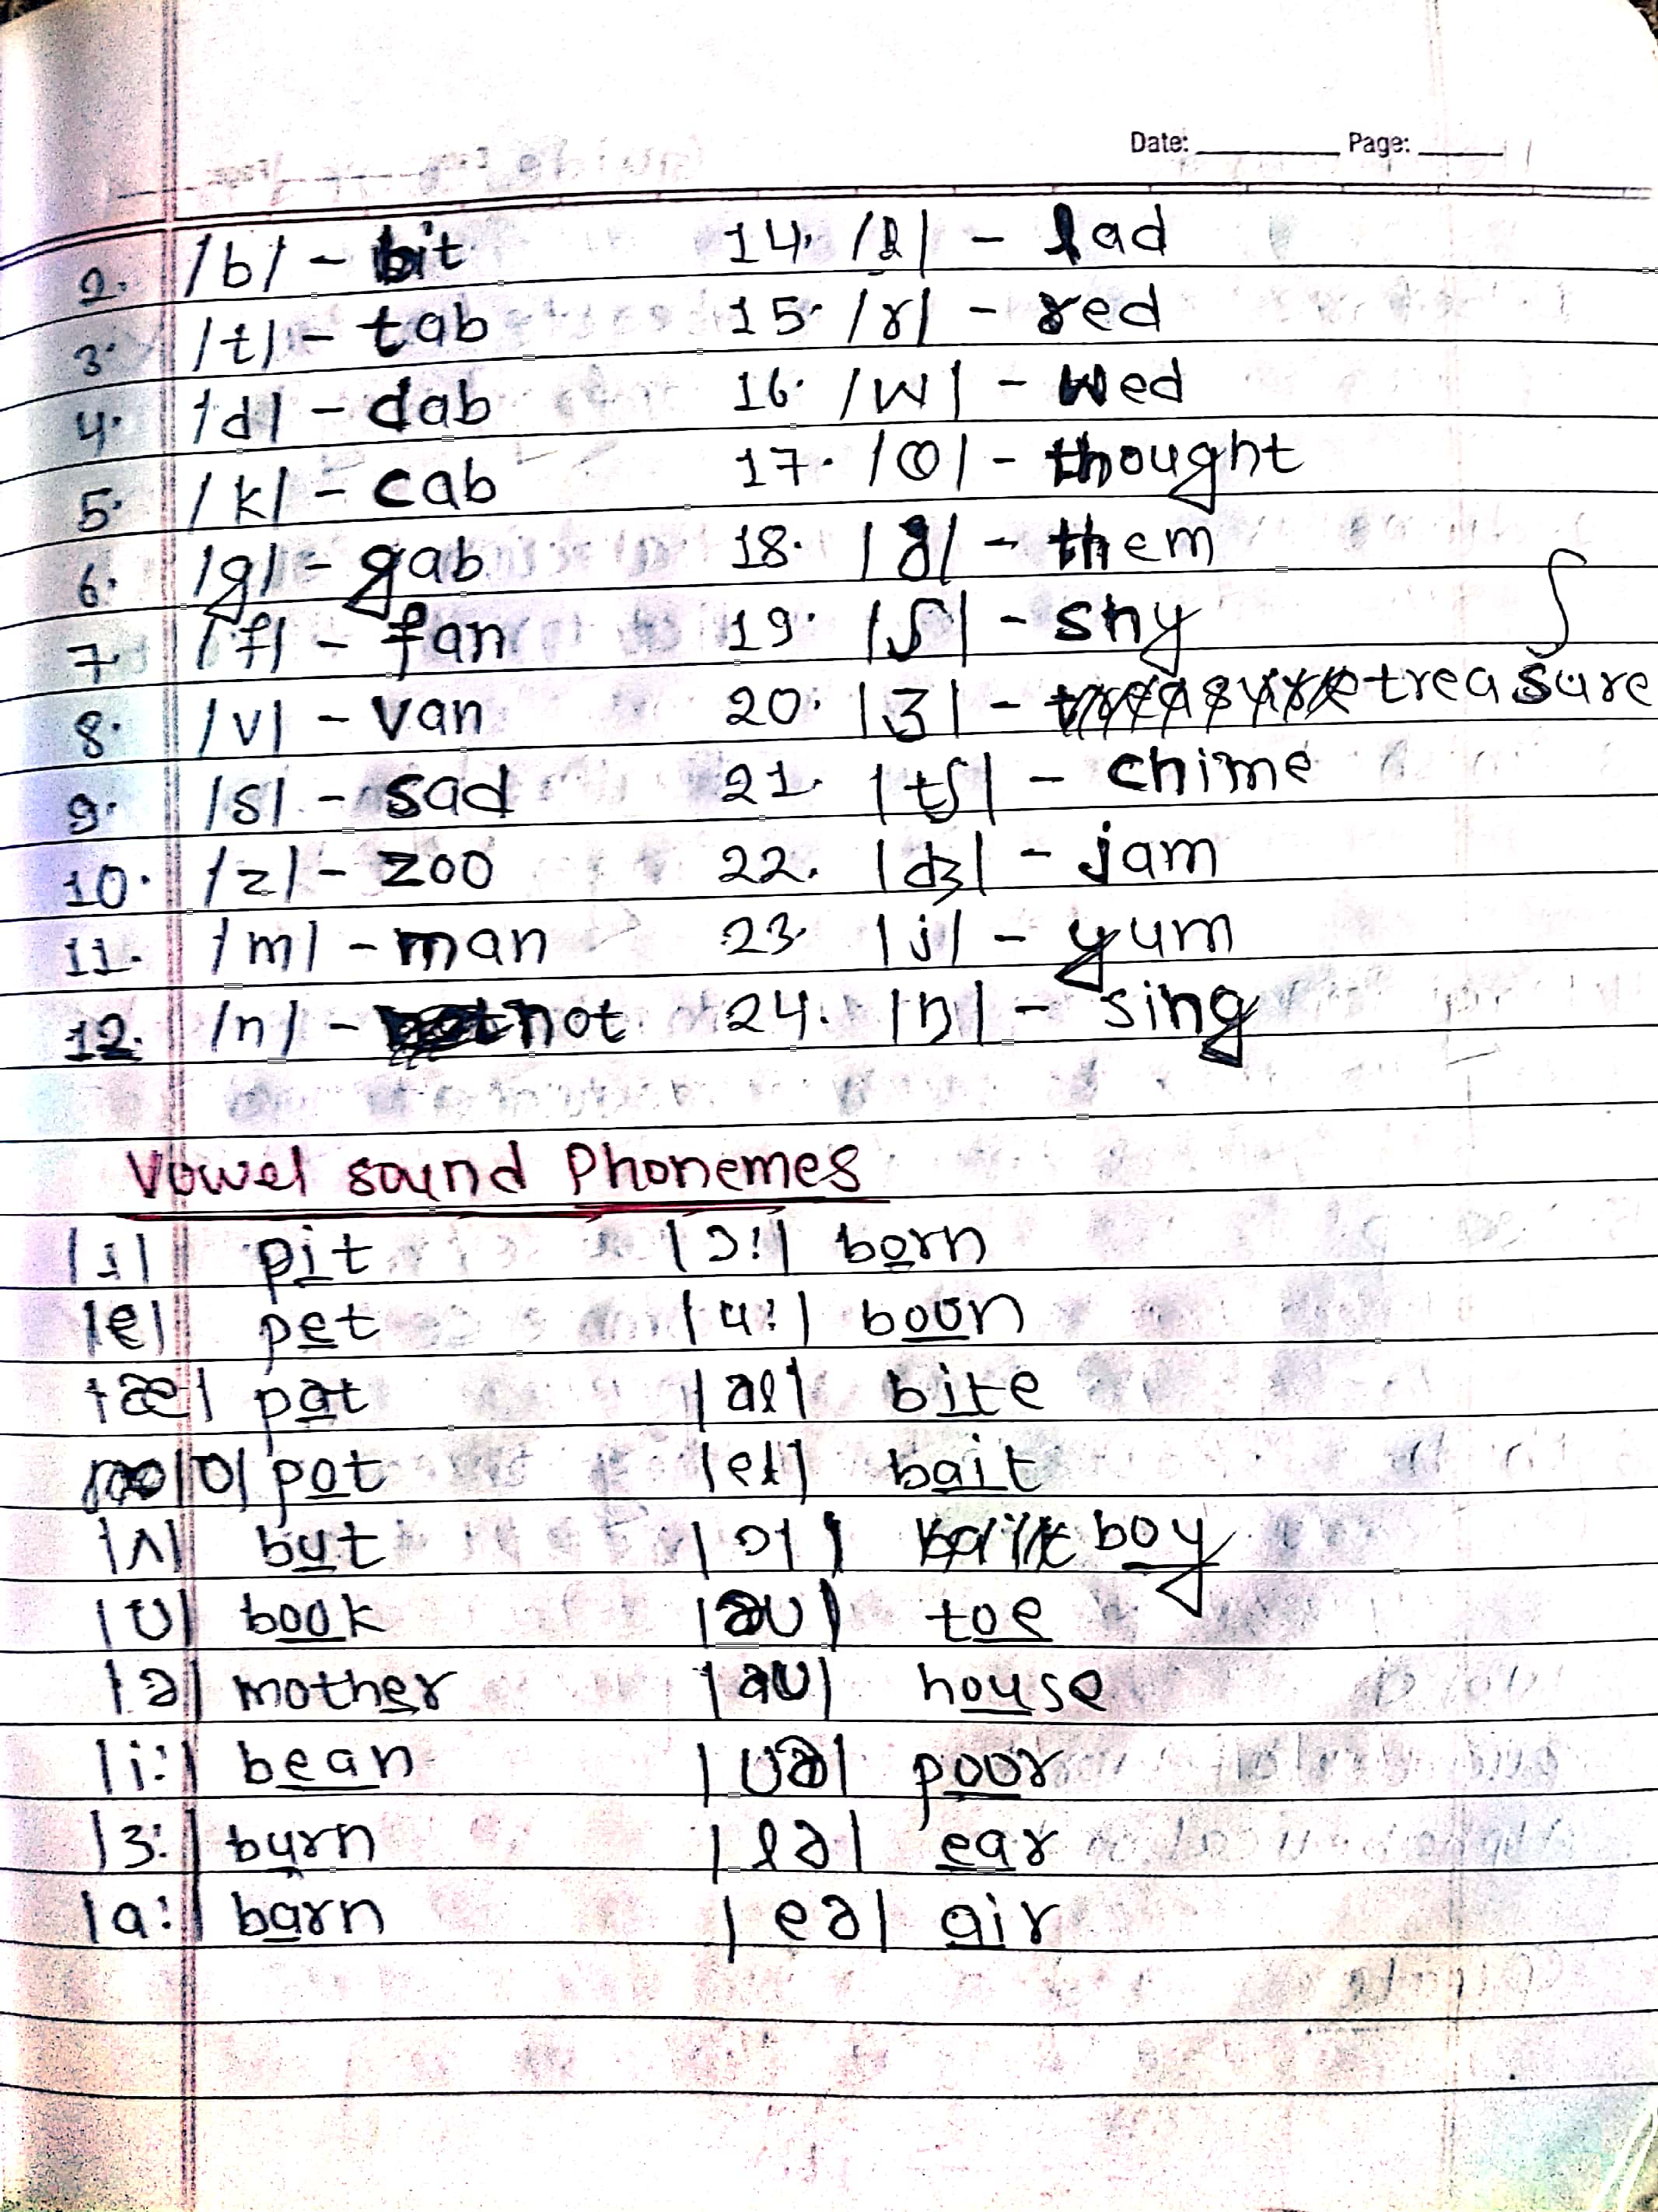 Date: Page:
2. /b/ - bit
3. /t/ - tab
4. /d/ - dab
5. /k/ - cab
6. /g/ - gab
7 /f/ - fan
8. /v/ - van
9. /s/ - sad
10. /z/ - zoo
11. /m/ - man
12. /n/ - not
14. /l/ - lad
15. /r/ - red
16. /w/ - wed
17. /Θ/ - thought
18. /ð/ - them
19. /ʃ/ - shy
ʃ
20. /ʒ/ - treasure
21. /tʃ/ - chime
22. /dʒ/ - jam
23 /j/ - yum
24. /ŋ/ - sing
Vowel sound Phonemes
/ɪ/ pit
/e/ pet
/æ/ pat
/ʊ/ pot
/ʌ/ but
/ʊ/ book
/ə/ mother
/i:/ bean
/ɜ:/ burn
/a:/ barn
/ɔ:/ born
/u:/ boon
/aɪ/ bite
/eɪ/ bait
/ɔɪ/ boy
/əʊ/ toe
/aʊ/ house
/ʊə/ poor
/ɪə/ ear
/eə/ air